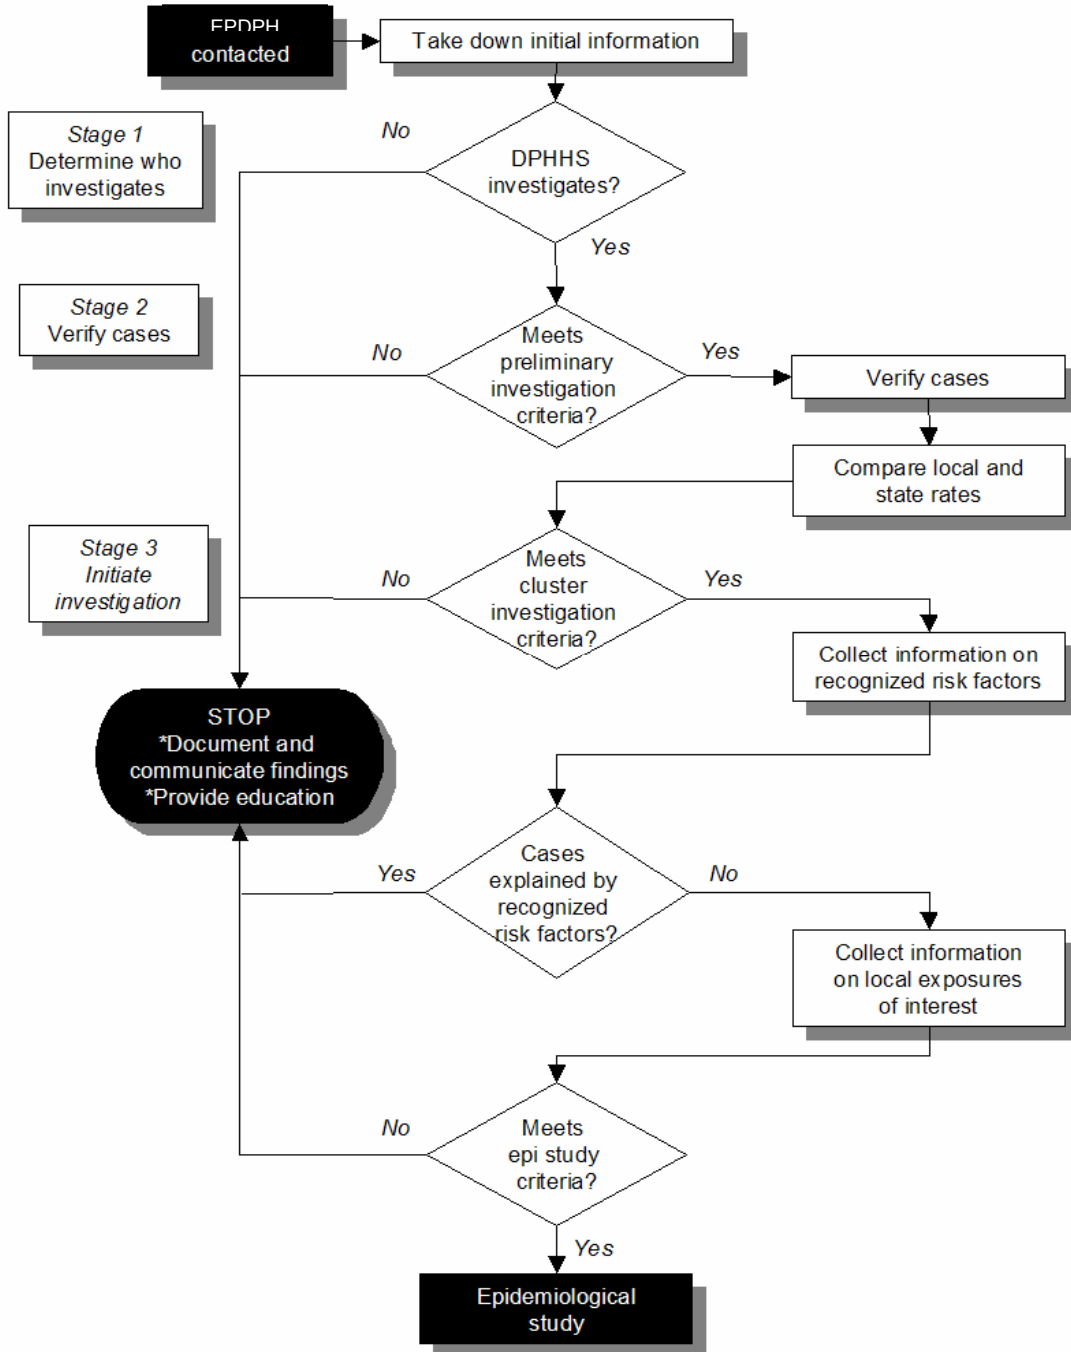 EPDPH
contacted
Take down initial information
Stage 1
Determine who
investigates
No
DPHHS
investigates?
Yes
Stage 2
Verify cases
No
Meets
preliminary
investigation
criteria?
Yes
Verify cases
Compare local and
state rates
Stage 3
Initiate
investigation
No
Meets
cluster
investigation
criteria?
Yes
Collect information on
recognized risk factors
STOP
*Document and
communicate findings
*Provide education
Yes
Cases
explained by
recognized
risk factors?
No
Collect information
on local exposures
of interest
No
Meets
epi study
criteria?
Yes
Epidemiological
study